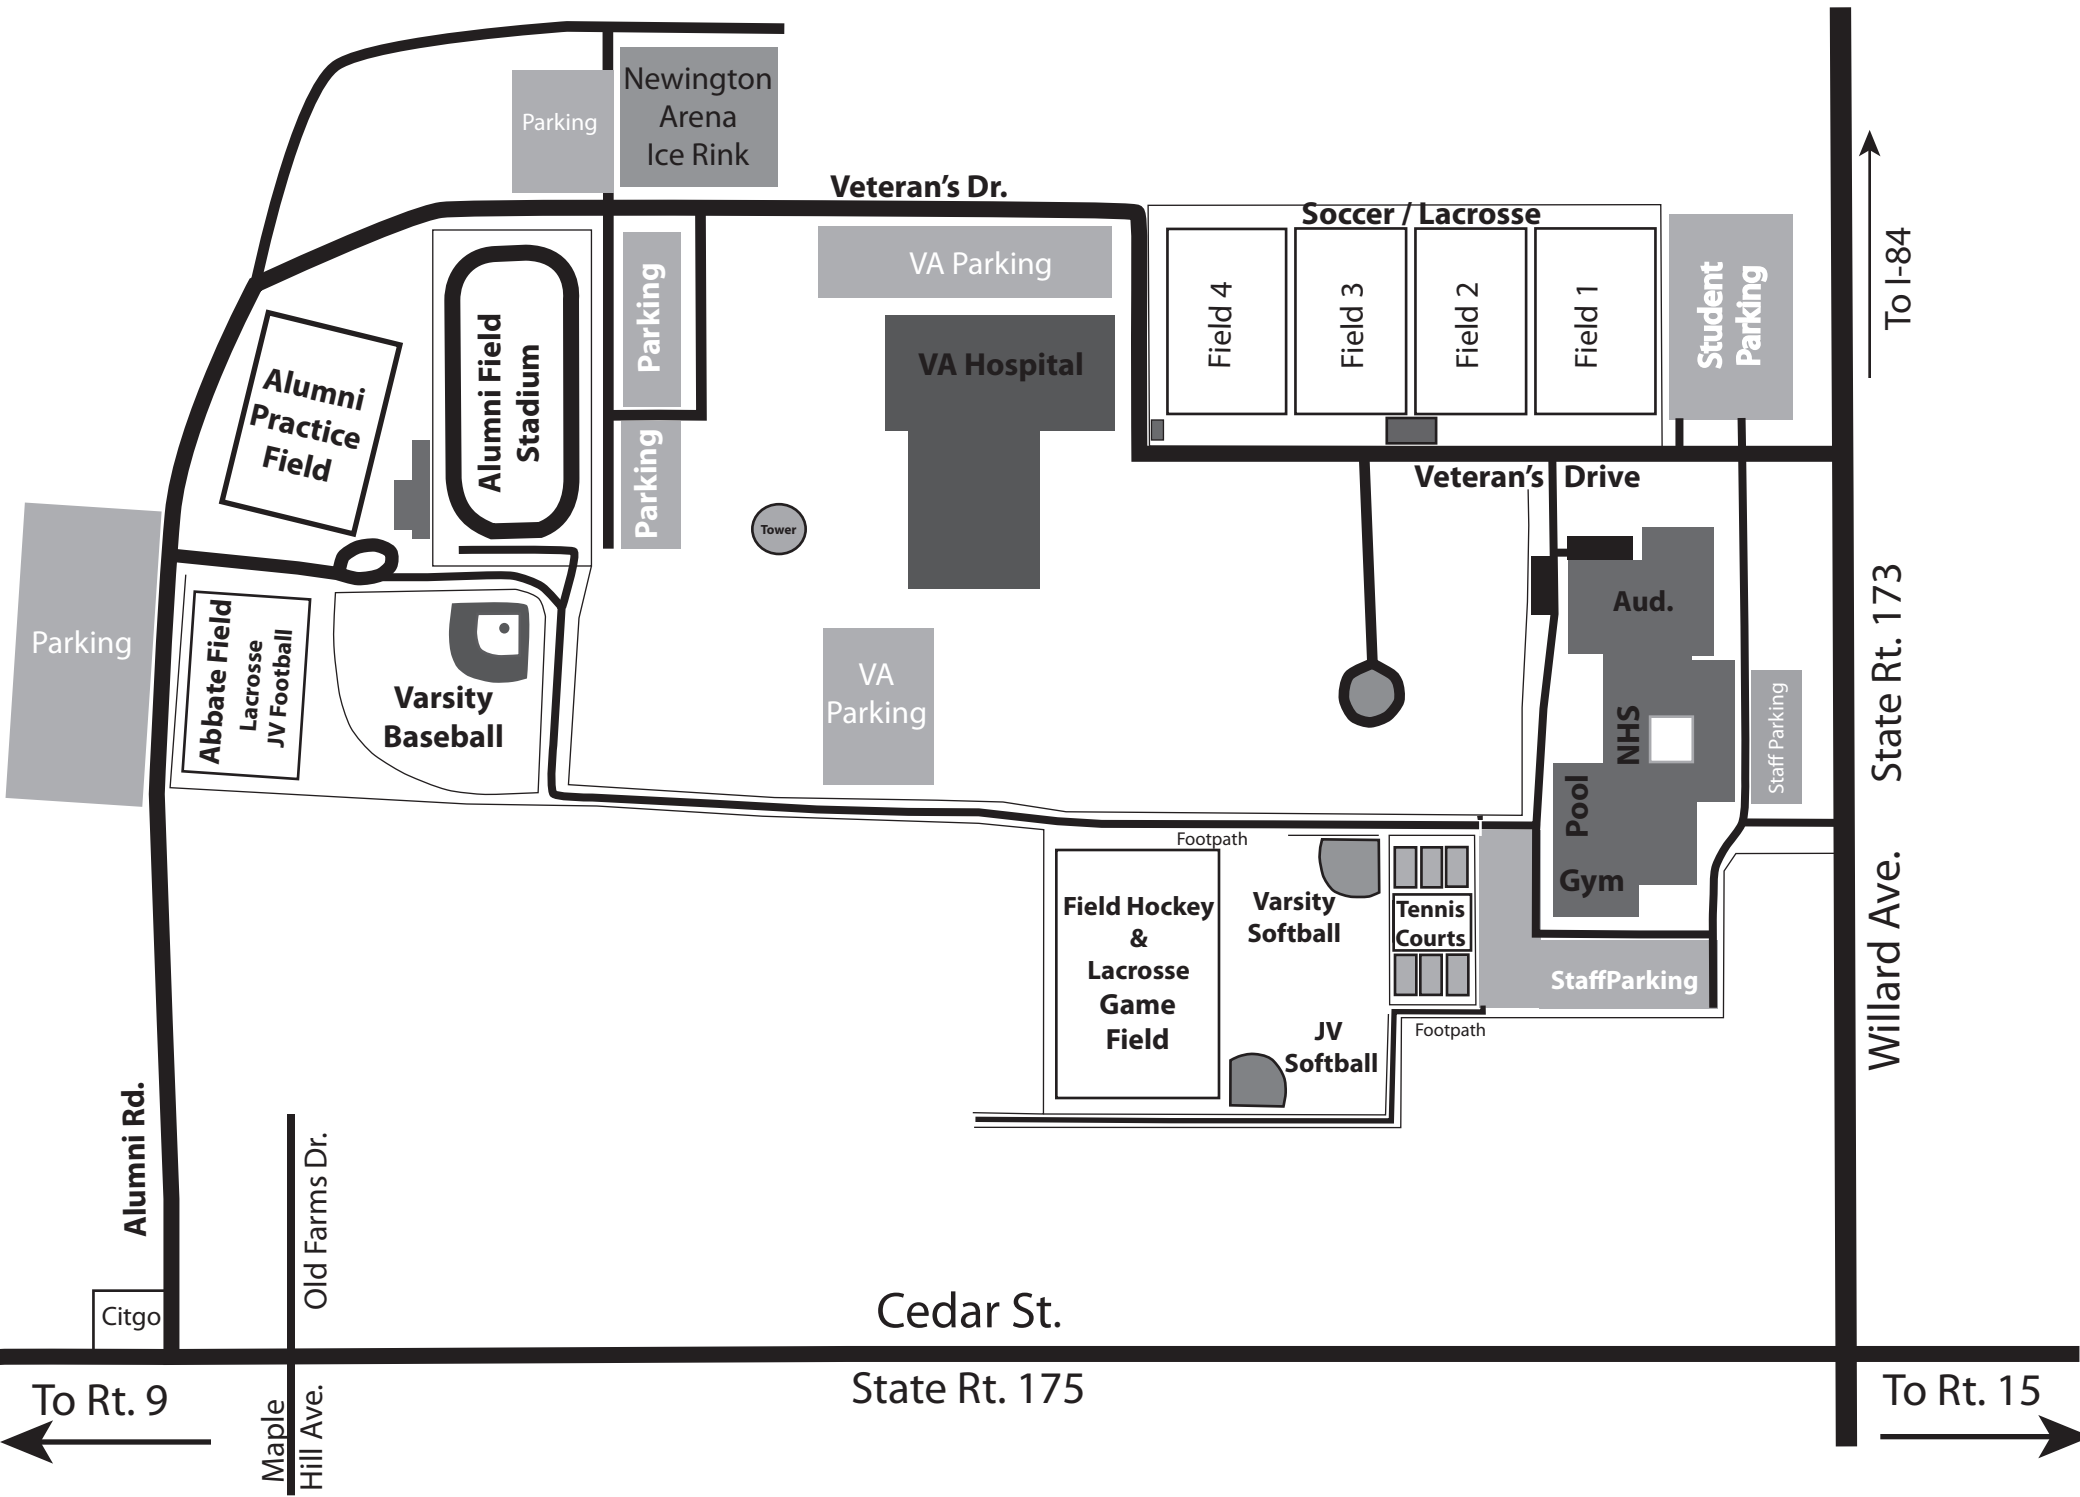 Newington
Arena
Ice Rink
Parking
Veteran's Dr.
Soccer / Lacrosse
VA Parking
Parking
Field 4
Field 3
Field 2
Field 1
Student
Parking
To I-84
VA Hospital
Alumni Field
Stadium
Alumni
Practice
Field
Parking
Veteran's Drive
Tower
Aud.
State Rt. 173
Parking
Abbate Field
Lacrosse
JV Football
Varsity
Baseball
VA
Parking
NHS
Staff Parking
Pool
Gym
Footpath
Field Hockey
&
Lacrosse
Game
Field
Varsity
Softball
Tennis
Courts
StaffParking
Willard Ave.
JV
Softball
Footpath
Alumni Rd.
Old Farms Dr.
Citgo
Cedar St.
State Rt. 175
To Rt. 9
To Rt. 15
Maple
Hill Ave.